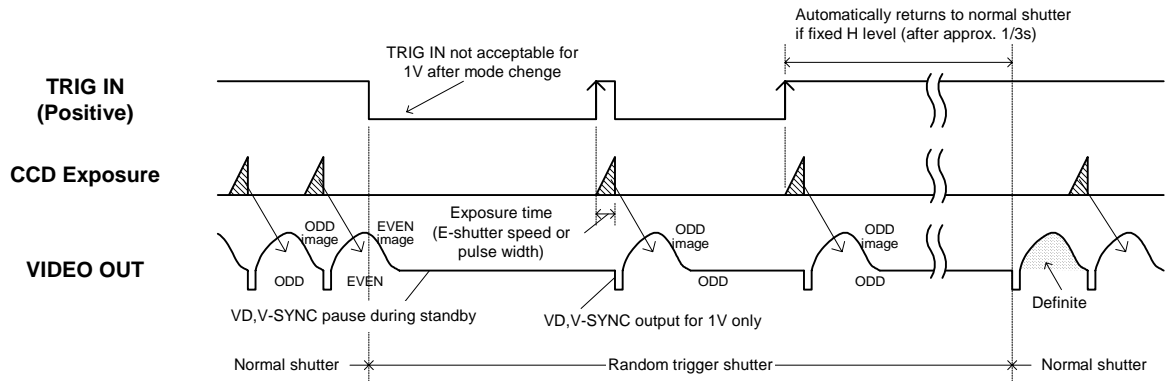 Automatically returns to normal shutter
if fixed H level (after approx. 1/3s)
TRIG IN not acceptable for
1V after mode chenge
TRIG IN
(Positive)
CCD Exposure
Exposure time
(E-shutter speed or
pulse width)
ODD
image
EVEN
image
ODD
image
ODD
image
VIDEO OUT
ODD
EVEN
ODD
ODD
Definite
VD,V-SYNC pause during standby
VD,V-SYNC output for 1V only
Normal shutter
Random trigger shutter
Normal shutter